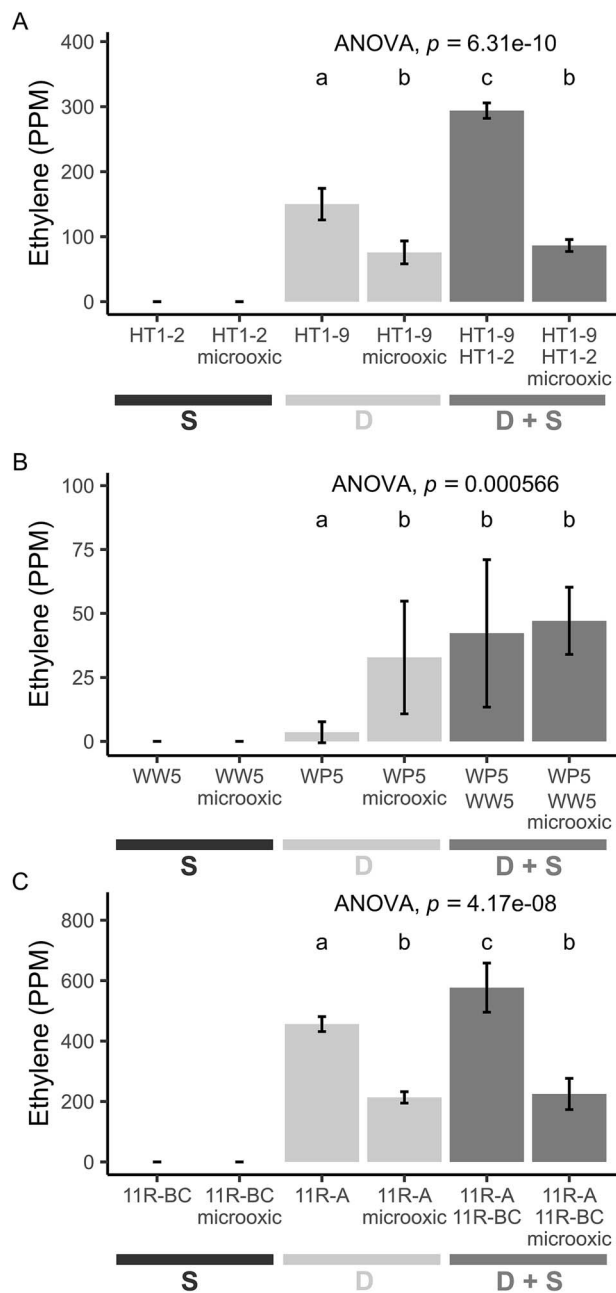 A
ANOVA, p = 6.31e-10
a b c b
Ethylene (PPM)
400
300
200
100
0
HT1-2 HT1-2 HT1-9 HT1-9 HT1-9 HT1-9
microoxic microoxic HT1-2 HT1-2
microoxic
S D D + S
B
ANOVA, p = 0.000566
a b b b
Ethylene (PPM)
100
75
50
25
0
WW5 WW5 WP5 WP5 WP5 WP5
microoxic microoxic WW5 WW5
microoxic
S D D + S
C
ANOVA, p = 4.17e-08
a b c b
Ethylene (PPM)
800
600
400
200
0
11R-BC 11R-BC 11R-A 11R-A 11R-A 11R-A
microoxic microoxic 11R-BC 11R-BC
microoxic
S D D + S